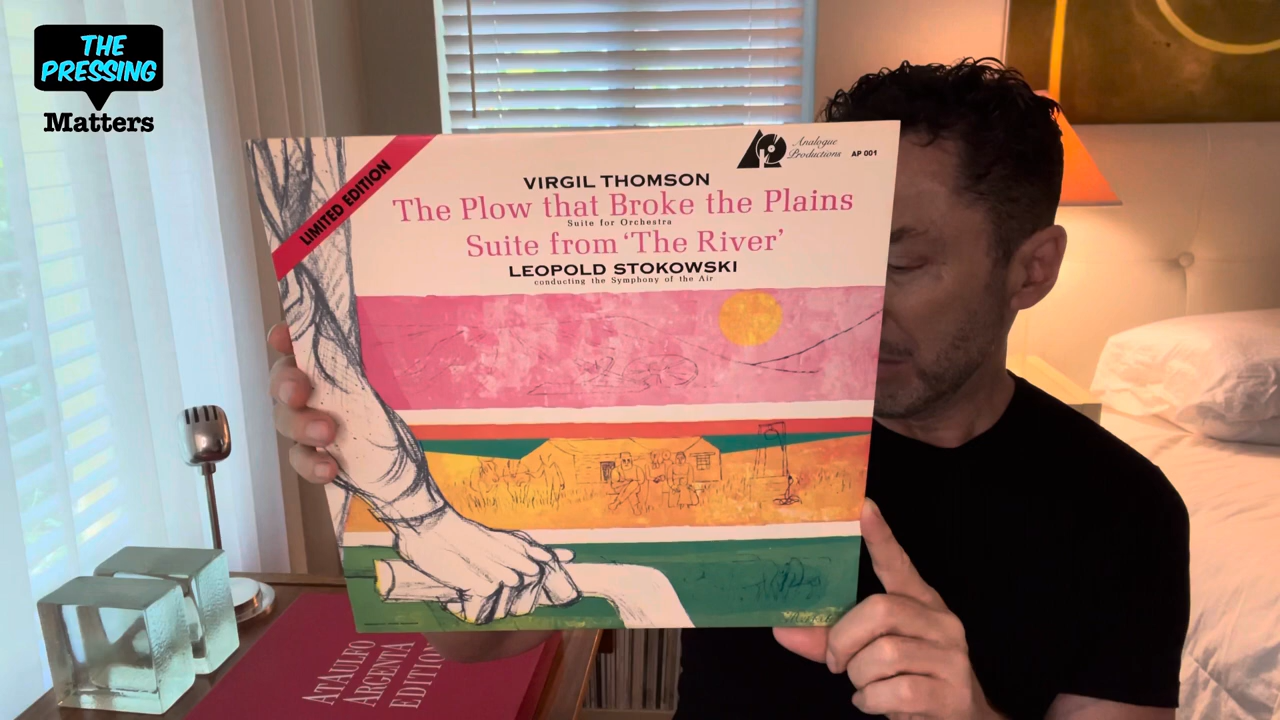 THE
PRESSING
Matters
LIMITED EDITION
Analogue
Productions
AP 001
VIRGIL THOMSON
The Plow that Broke the Plains
Suite for Orchestra
Suite from ‘The River’
LEOPOLD STOKOWSKI
conducting the Symphony of the Air
ATAULFO
ARGENTA
EDITION